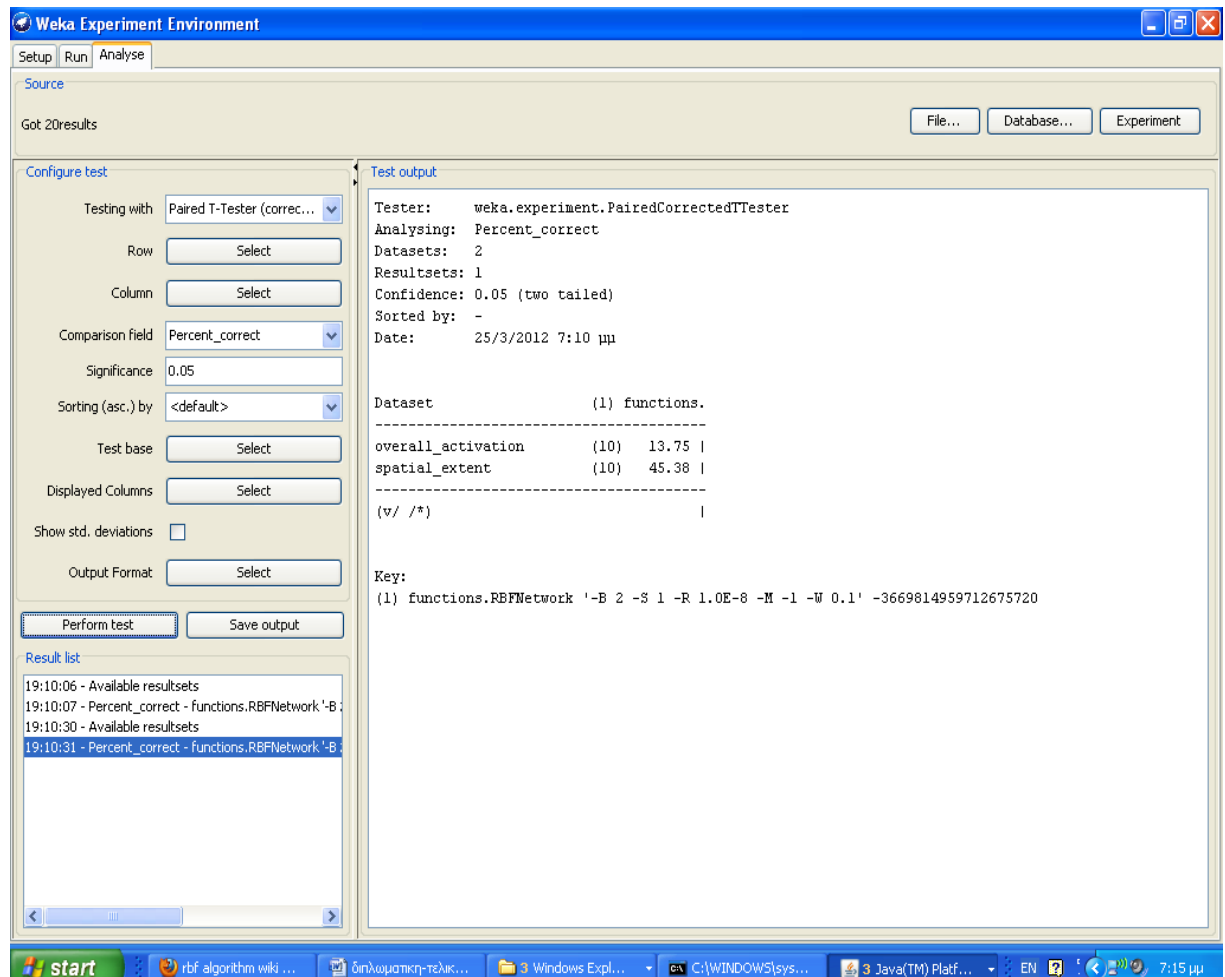 Weka Experiment Environment
Setup Run Analyse
Source
Got 20results
File... Database... Experiment
Configure test
Testing with Paired T-Tester (correc...
Row Select
Column Select
Comparison field Percent_correct
Significance 0.05
Sorting (asc.) by <default>
Test base Select
Displayed Columns Select
Show std. deviations
Output Format Select
Perform test Save output
Result list
19:10:06 - Available resultsets
19:10:07 - Percent_correct - functions.RBFNetwork '-B
19:10:30 - Available resultsets
19:10:31 - Percent_correct - functions.RBFNetwork '-B
Test output
Tester: weka.experiment.PairedCorrectedTTester
Analysing: Percent_correct
Datasets: 2
Resultsets: 1
Confidence: 0.05 (two tailed)
Sorted by: -
Date: 25/3/2012 7:10 μμ
Dataset (1) functions.
----------------------------------------
overall_activation (10) 13.75 |
spatial_extent (10) 45.38 |
----------------------------------------
(v/ /*) |
Key:
(1) functions.RBFNetwork '-B 2 -S 1 -R 1.0E-8 -M -1 -W 0.1' -3669814959712675720
start rbf algorithm wiki ... διπλωματικη-τελικ... 3 Windows Expl... C:\WINDOWS\sys... 3 Java(TM) Platf... EN 7:15 μμ